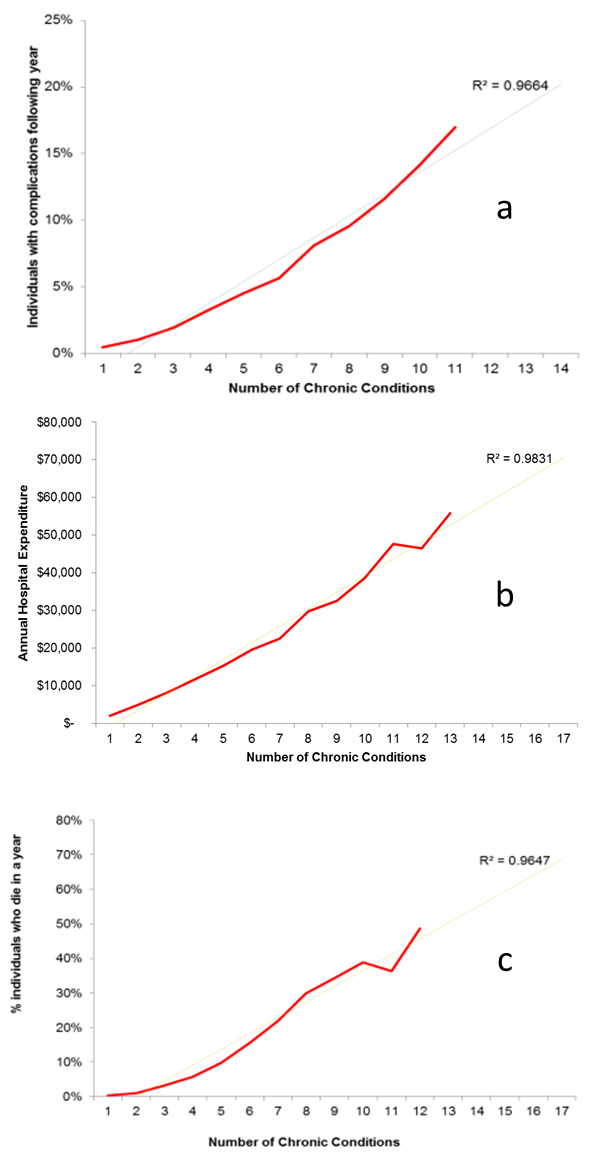 25%
20%
15%
10%
5%
0%
Individuals with complications following year
R² = 0.9664
a
1 2 3 4 5 6 7 8 9 10 11 12 13 14
Number of Chronic Conditions
$80,000
$70,000
$60,000
$50,000
$40,000
$30,000
$20,000
$10,000
$-
Annual Hospital Expenditure
R² = 0.9831
b
1 2 3 4 5 6 7 8 9 10 11 12 13 14 15 16 17
Number of Chronic Conditions
80%
70%
60%
50%
40%
30%
20%
10%
0%
% individuals who die in a year
R² = 0.9647
c
1 2 3 4 5 6 7 8 9 10 11 12 13 14 15 16 17
Number of Chronic Conditions